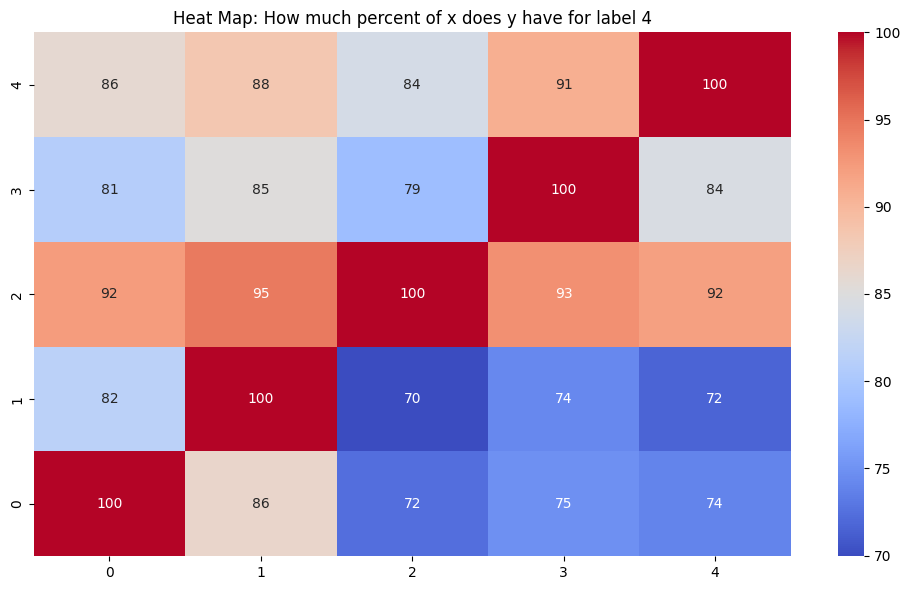 Heat Map: How much percent of x does y have for label 4
4 86 88 84 91 100
3 81 85 79 100 84
2 92 95 100 93 92
1 82 100 70 74 72
0 100 86 72 75 74
0 1 2 3 4
100
95
90
85
80
75
70